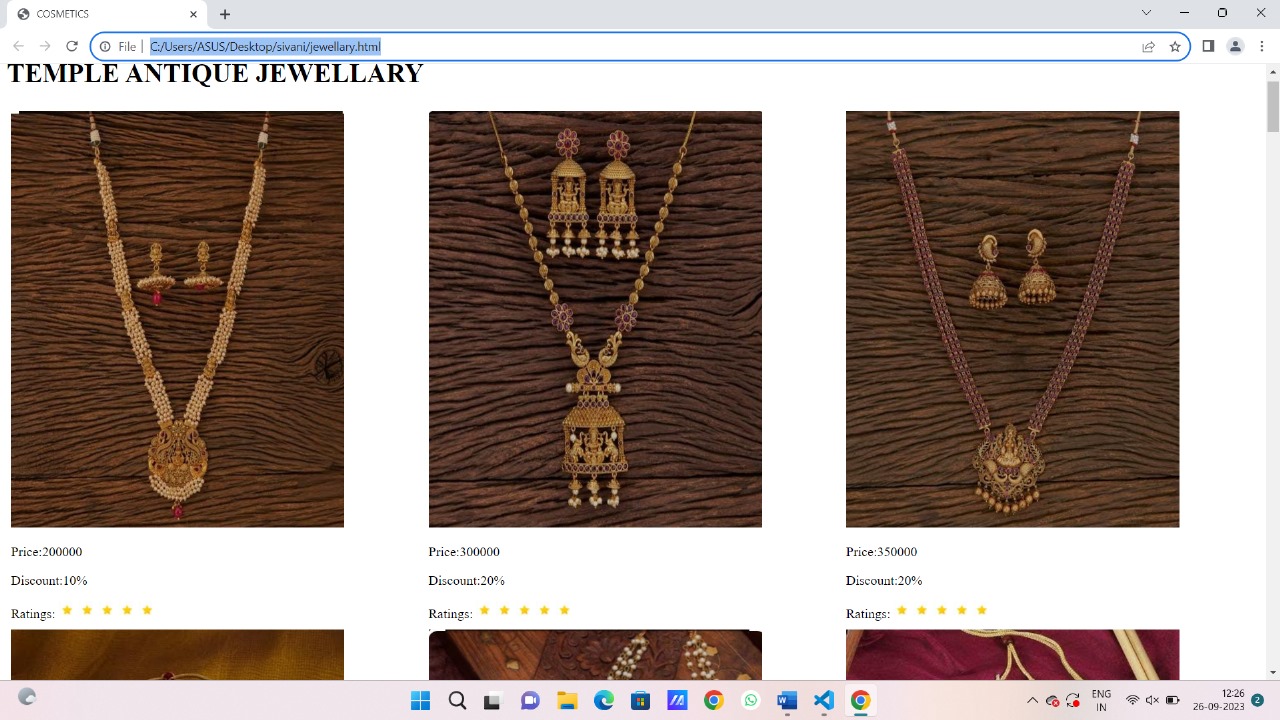 COSMETICS
File | C:/Users/ASUS/Desktop/sivani/jewellary.html
TEMPLE ANTIQUE JEWELLARY
Price:200000 Price:300000 Price:350000
Discount:10% Discount:20% Discount:20%
Ratings: Ratings: Ratings:
ENG 12:26
IN 26-09-2023 2